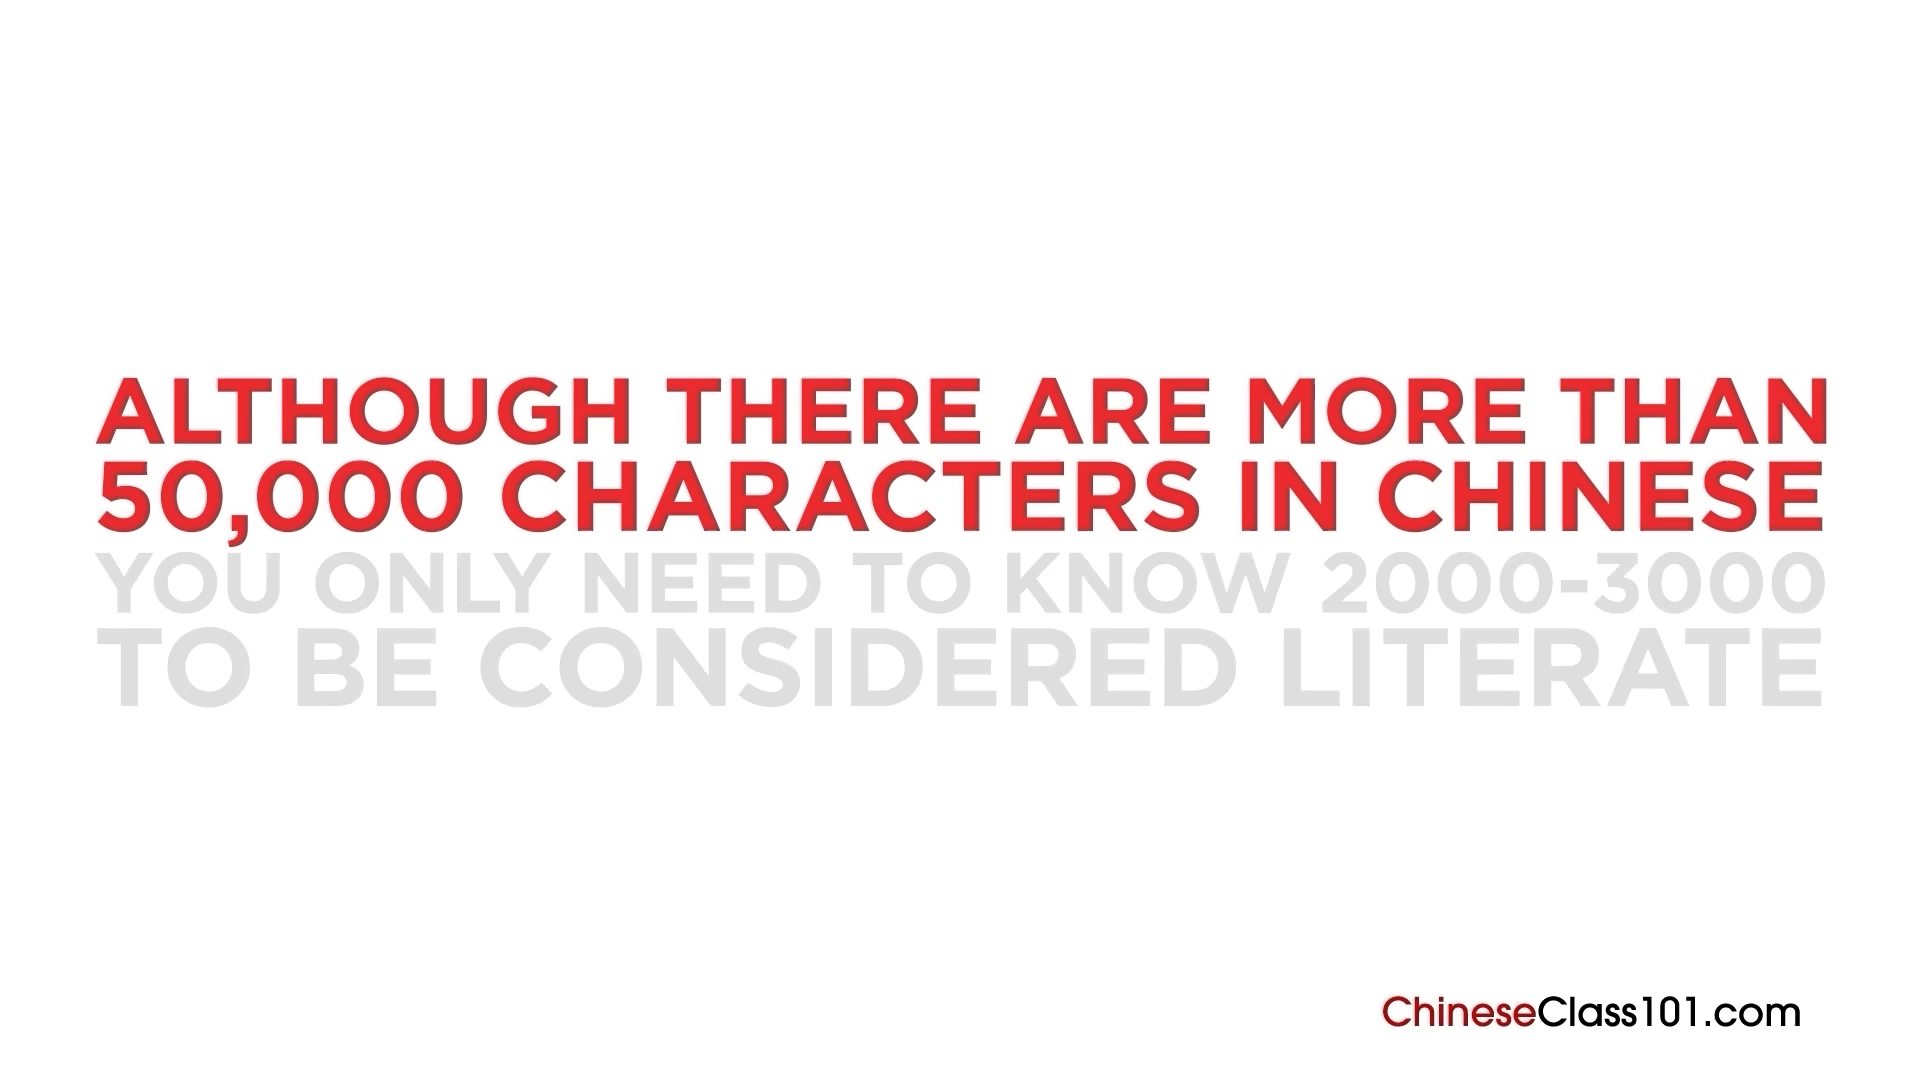 ALTHOUGH THERE ARE MORE THAN
50,000 CHARACTERS IN CHINESE
YOU ONLY NEED TO KNOW 2000-3000
TO BE CONSIDERED LITERATE
ChineseClass101.com